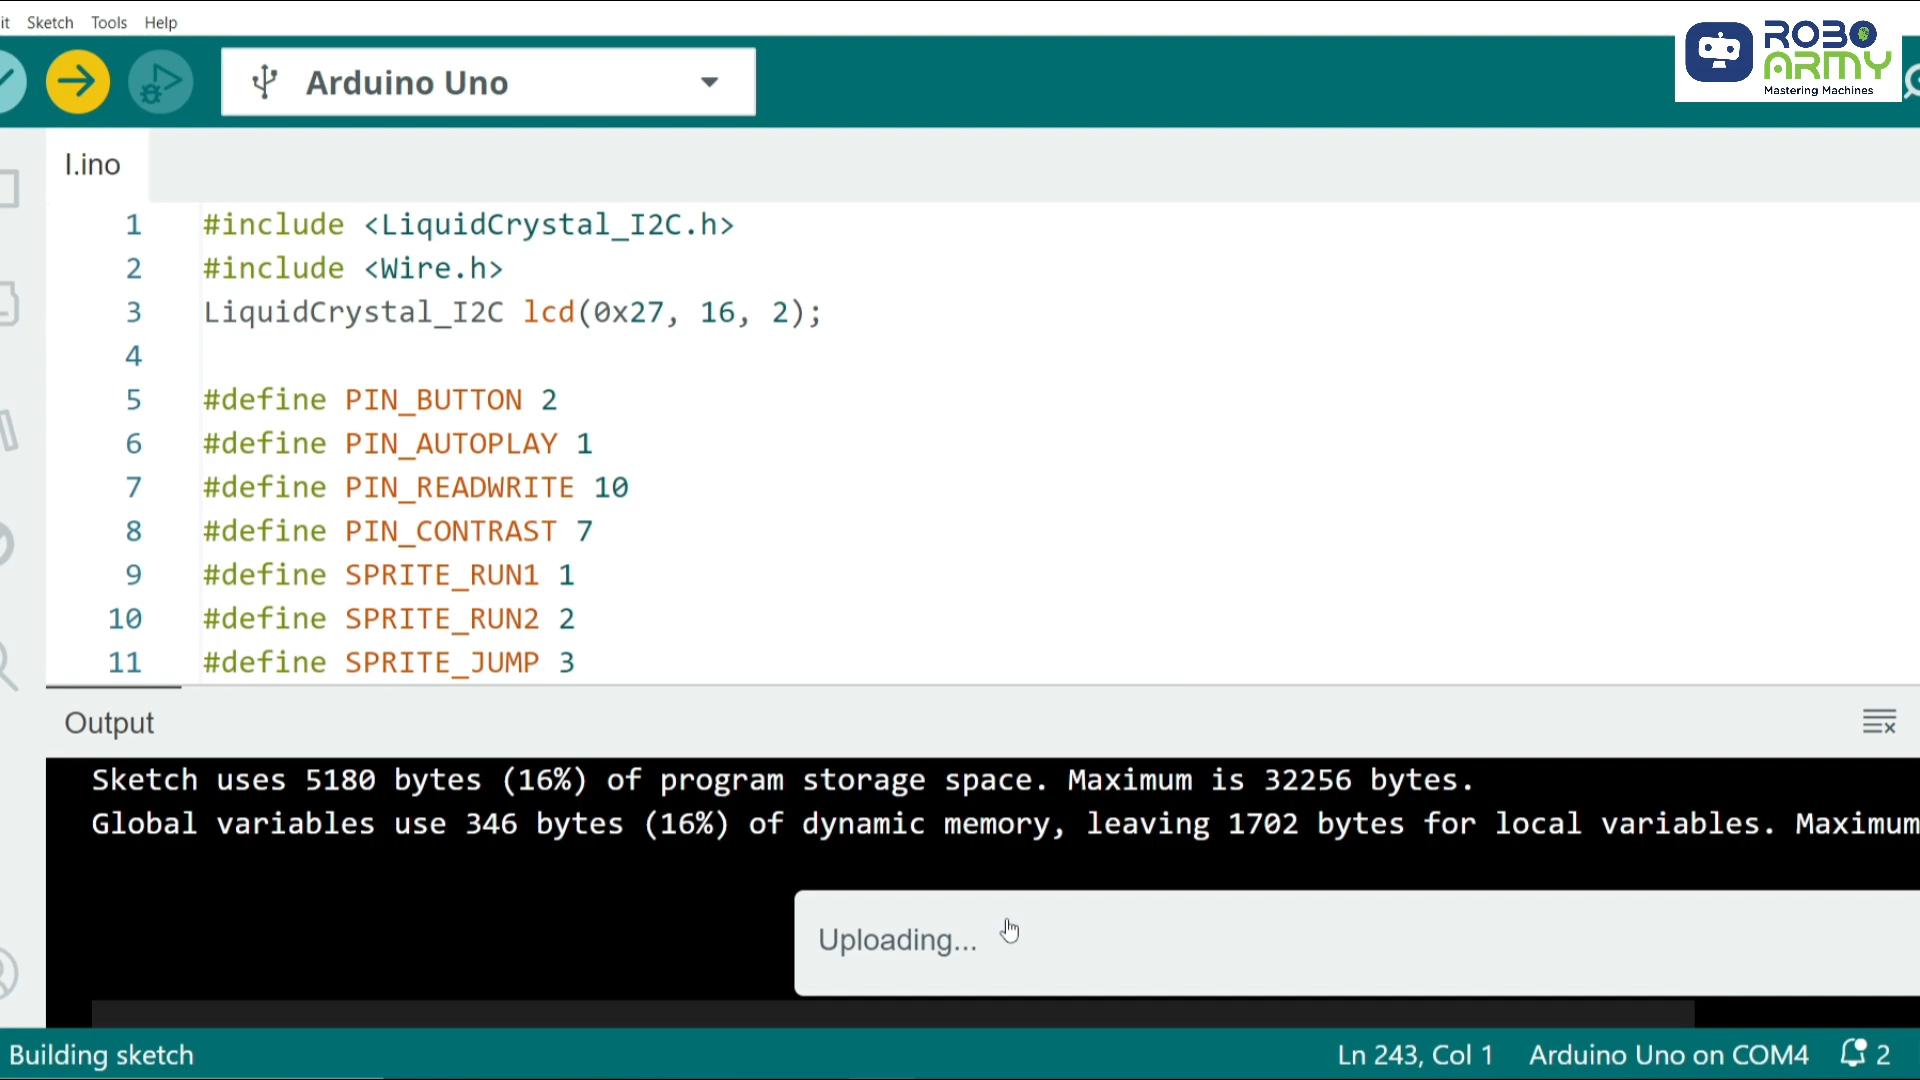 it Sketch Tools Help
ROBO
ARMY
Mastering Machines
Arduino Uno
l.ino
1 #include <LiquidCrystal_I2C.h>
2 #include <Wire.h>
3 LiquidCrystal_I2C lcd(0x27, 16, 2);
4
5 #define PIN_BUTTON 2
6 #define PIN_AUTOPLAY 1
7 #define PIN_READWRITE 10
8 #define PIN_CONTRAST 7
9 #define SPRITE_RUN1 1
10 #define SPRITE_RUN2 2
11 #define SPRITE_JUMP 3
Output
Sketch uses 5180 bytes (16%) of program storage space. Maximum is 32256 bytes.
Global variables use 346 bytes (16%) of dynamic memory, leaving 1702 bytes for local variables. Maximum
Uploading...
Building sketch
Ln 243, Col 1 Arduino Uno on COM4 2